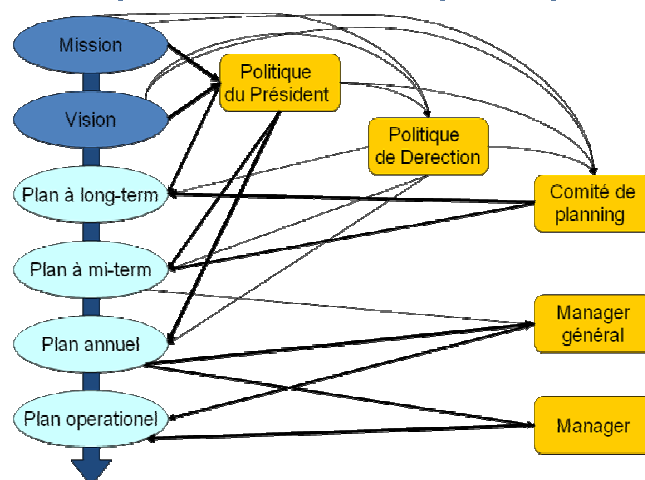 Mission
Politique
du Président
Vision
Politique
de Derection
Plan à long-term
Comité de
planning
Plan à mi-term
Manager
général
Plan annuel
Plan operationel
Manager